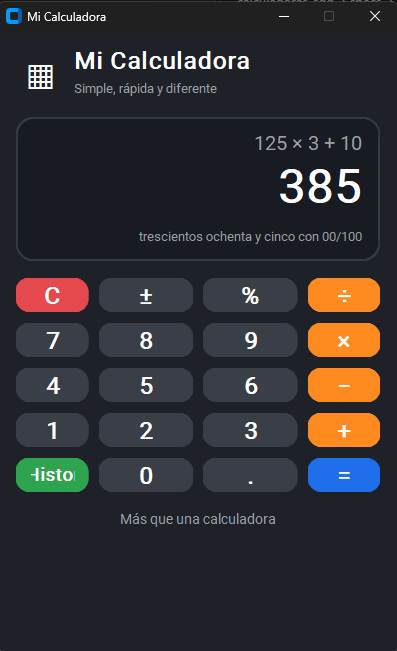 Mi Calculadora
Mi Calculadora
Simple, rápida y diferente
125 × 3 + 10
385
trescientos ochenta y cinco con 00/100
C ± % ÷
7 8 9 ×
4 5 6 −
1 2 3 +
Histo 0 . =
Más que una calculadora